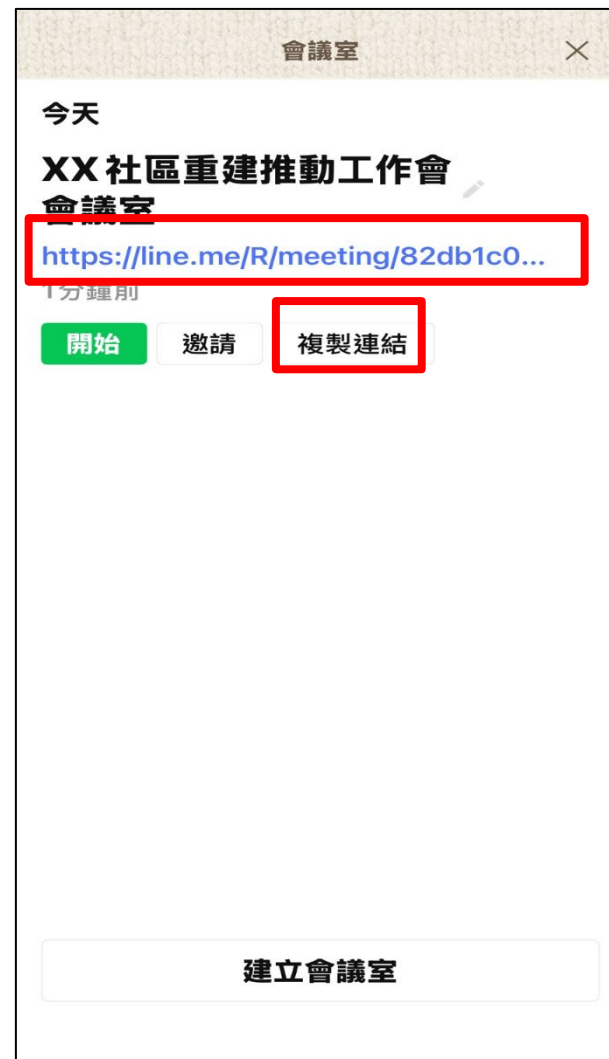 會議室
今天
XX社區重建推動工作會
會議室
https://line.me/R/meeting/82db1c0...
1分鐘前
開始 邀請 複製連結
建立會議室